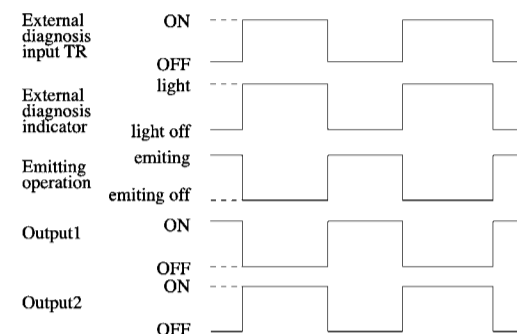 External
diagnosis
input TR
ON
OFF
External
diagnosis
indicator
light
light off
Emitting
operation
emiting
emiting off
Output1
ON
OFF
Output2
ON
OFF